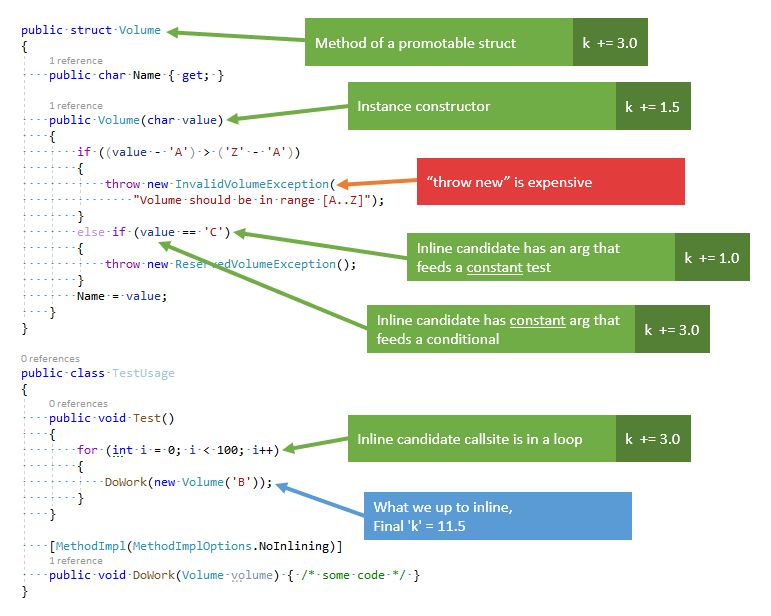 public struct Volume
Method of a promotable struct k += 3.0
{
1 reference
public char Name { get; }
1 reference
Instance constructor k += 1.5
public Volume(char value)
{
if ((value - 'A') > ('Z' - 'A'))
{
throw new InvalidVolumeException(
“throw new” is expensive
"Volume should be in range [A..Z]");
}
else if (value == 'C')
Inline candidate has an arg that
feeds a constant test
k += 1.0
{
throw new ReservedVolumeException();
}
Name = value;
}
}
Inline candidate has constant arg that
feeds a conditional
k += 3.0
0 references
public class TestUsage
{
0 references
public void Test()
{
for (int i = 0; i < 100; i++)
Inline candidate callsite is in a loop k += 3.0
{
DoWork(new Volume('B'));
}
}
What we up to inline,
Final 'k' = 11.5
[MethodImpl(MethodImplOptions.NoInlining)]
1 reference
public void DoWork(Volume volume) { /* some code */ }
}